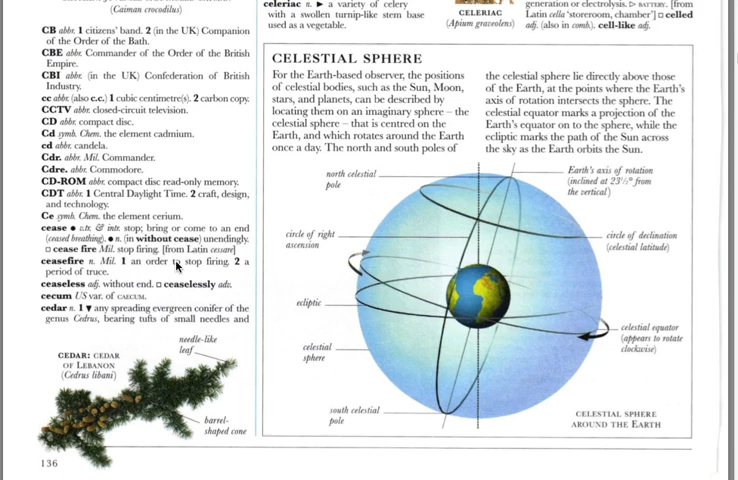 (Caiman crocodilus)
CB abbr. 1 citizens' band. 2 (in the UK) Companion
of the Order of the Bath.
CBE abbr. Commander of the Order of the British
Empire.
CBI abbr. (in the UK) Confederation of British
Industry.
cc abbr. (also c.c.) 1 cubic centimetre(s). 2 carbon copy.
CCTV abbr. closed-circuit television.
CD abbr. compact disc.
Cd symb. Chem. the element cadmium.
cd abbr. candela.
Cdr. abbr. Mil. Commander.
Cdre. abbr. Commodore.
CD-ROM abbr. compact disc read-only memory.
CDT abbr. 1 Central Daylight Time. 2 craft, design,
and technology.
Ce symb. Chem. the element cerium.
cease ● v.tr. & intr. stop; bring or come to an end
(ceased breathing). ● n. (in without cease) unendingly.
□ cease fire Mil. stop firing. [from Latin cessare]
ceasefire n. Mil. 1 an order to stop firing. 2 a
period of truce.
ceaseless adj. without end. □ ceaselessly adv.
cecum US var. of CAECUM.
cedar n. 1 ▼ any spreading evergreen conifer of the
genus Cedrus, bearing tufts of small needles and
needle-like
leaf
CEDAR: CEDAR
OF LEBANON
(Cedrus libani)
barrel-
shaped cone
136
celeriac n. ► a variety of celery
with a swollen turnip-like stem base
used as a vegetable.
CELERIAC
(Apium graveolens)
generation or electrolysis. ▷ BATTERY. [from
Latin cella 'storeroom, chamber'] □ celled
adj. (also in comb.). cell-like adj.
CELESTIAL SPHERE
For the Earth-based observer, the positions
of celestial bodies, such as the Sun, Moon,
stars, and planets, can be described by
locating them on an imaginary sphere – the
celestial sphere – that is centred on the
Earth, and which rotates around the Earth
once a day. The north and south poles of
the celestial sphere lie directly above those
of the Earth, at the points where the Earth's
axis of rotation intersects the sphere. The
celestial equator marks a projection of the
Earth's equator on to the sphere, while the
ecliptic marks the path of the Sun across
the sky as the Earth orbits the Sun.
north celestial
pole
Earth's axis of rotation
(inclined at 23½° from
the vertical)
circle of right
ascension
circle of declination
(celestial latitude)
ecliptic
celestial equator
(appears to rotate
clockwise)
celestial
sphere
south celestial
pole
CELESTIAL SPHERE
AROUND THE EARTH